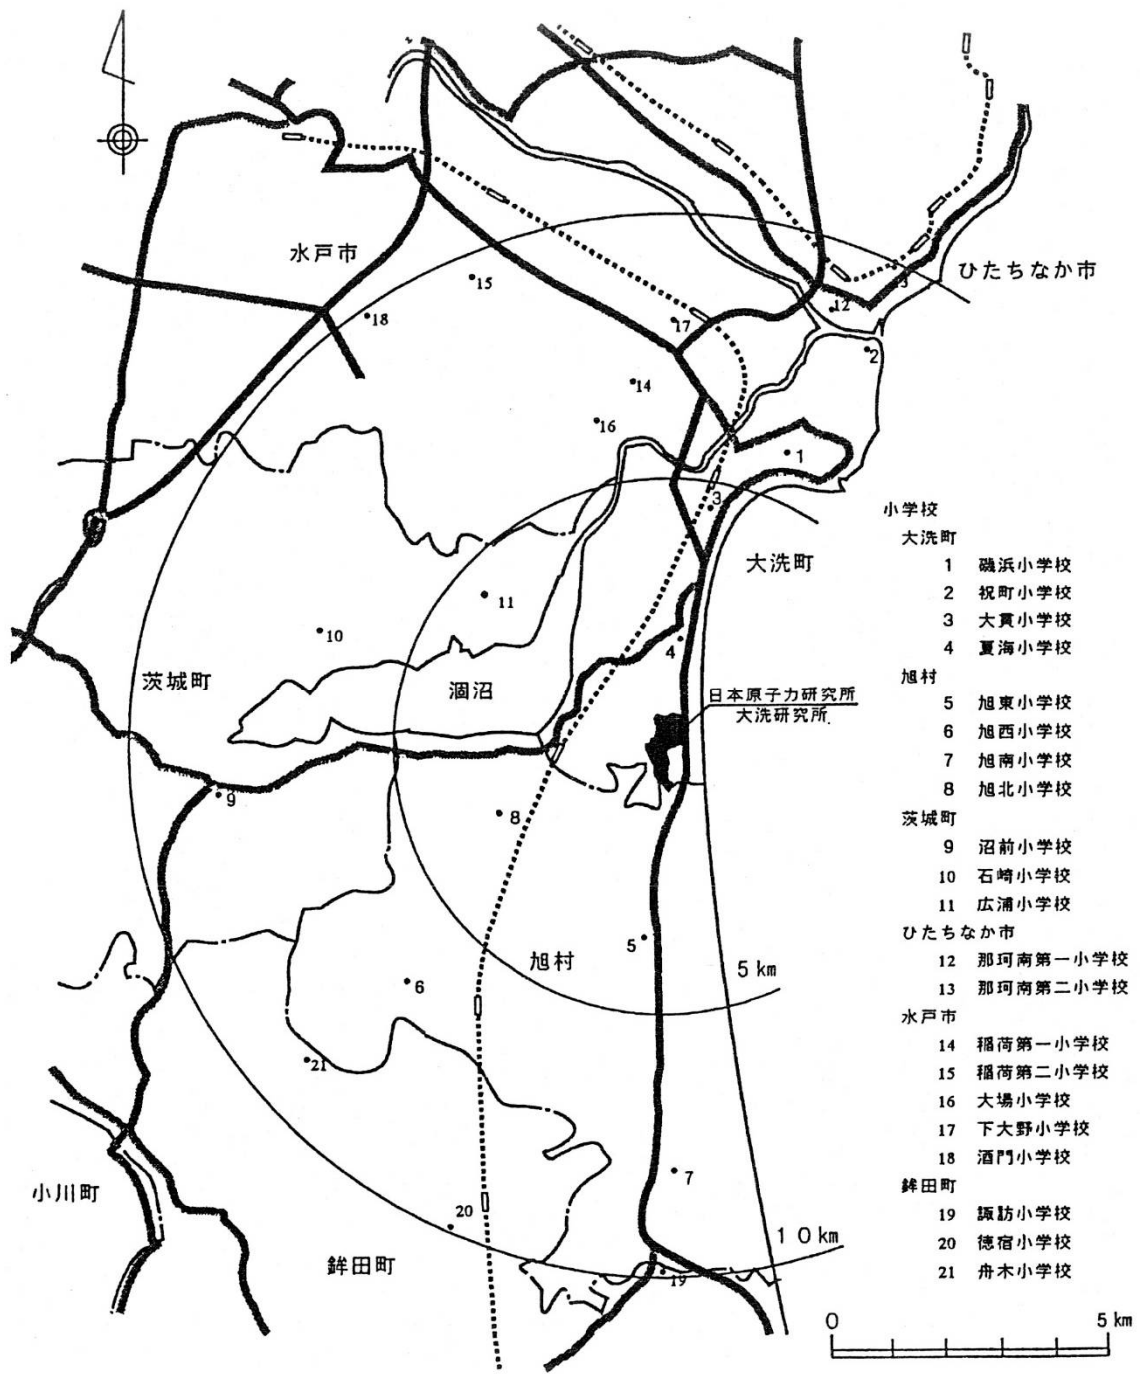 水戸市
ひたちなか市
15
18
17
12
13
2
14
16
1
3
大洗町
11
10
4
茨城町
涸沼
日本原子力研究所
大洗研究所
9
8
5
旭村
5km
6
21
7
小川町
20
鉾田町
10km
19
小学校
大洗町
1 磯浜小学校
2 祝町小学校
3 大貫小学校
4 夏海小学校
旭村
5 旭東小学校
6 旭西小学校
7 旭南小学校
8 旭北小学校
茨城町
9 沼前小学校
10 石崎小学校
11 広浦小学校
ひたちなか市
12 那珂南第一小学校
13 那珂南第二小学校
水戸市
14 稲荷第一小学校
15 稲荷第二小学校
16 大場小学校
17 下大野小学校
18 酒門小学校
鉾田町
19 諏訪小学校
20 徳宿小学校
21 舟木小学校
0 5km